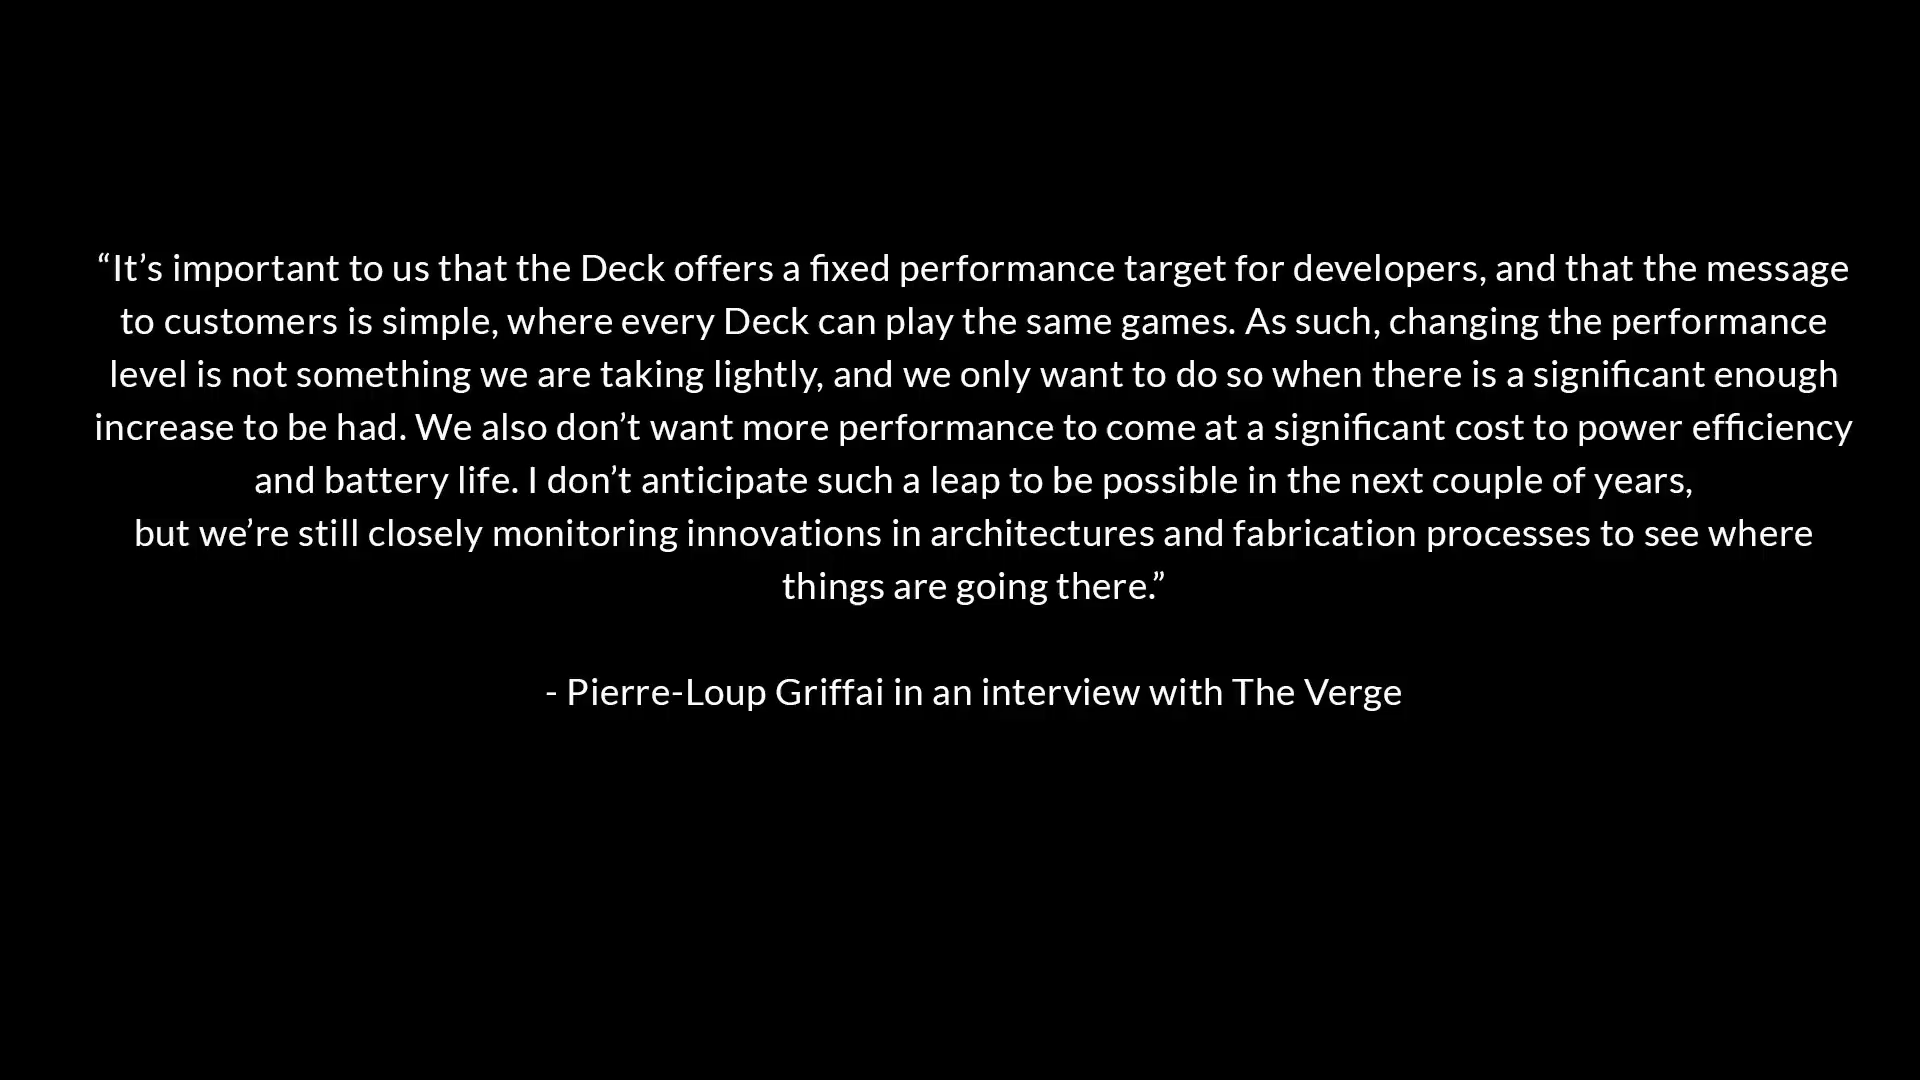 “It’s important to us that the Deck offers a fixed performance target for developers, and that the message
to customers is simple, where every Deck can play the same games. As such, changing the performance
level is not something we are taking lightly, and we only want to do so when there is a significant enough
increase to be had. We also don’t want more performance to come at a significant cost to power efficiency
and battery life. I don’t anticipate such a leap to be possible in the next couple of years,
but we’re still closely monitoring innovations in architectures and fabrication processes to see where
things are going there.”
- Pierre-Loup Griffai in an interview with The Verge